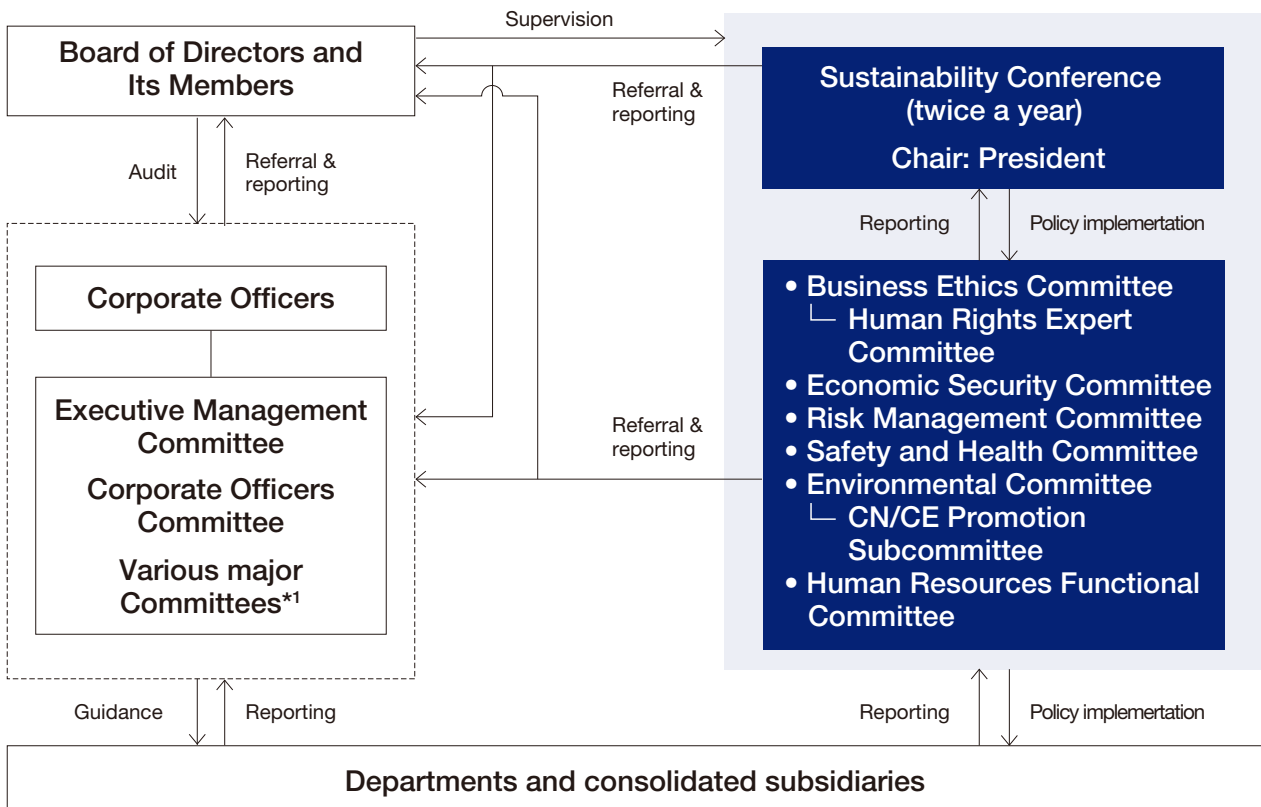 Supervision
Board of Directors and
Its Members
Referral &
reporting
Sustainability Conference
(twice a year)
Chair: President
Audit
Referral &
reporting
Reporting
Policy implementation
Corporate Officers
Executive Management
Committee
Corporate Officers
Committee
Various major
Committees*1
Referral &
reporting
• Business Ethics Committee
Human Rights Expert
Committee
• Economic Security Committee
• Risk Management Committee
• Safety and Health Committee
• Environmental Committee
CN/CE Promotion
Subcommittee
• Human Resources Functional
Committee
Guidance
Reporting
Reporting
Policy implementation
Departments and consolidated subsidiaries